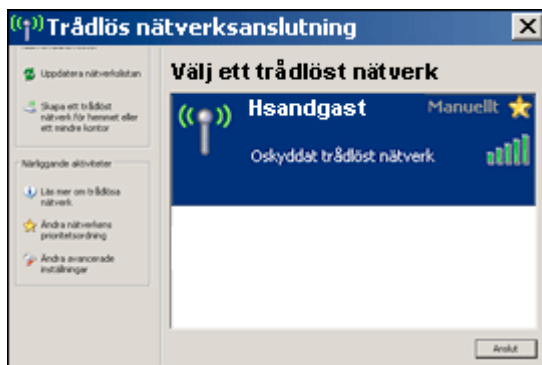 Trådlös nätverksanslutning
Uppdatera nätverkslistan
Skapa ett trådlöst
nätverk för hemmet eller
ett mindre kontor
Närliggande aktiviteter
Läs mer om trådlösa
nätverk
Ändra nätverkens
prioritetsordning
Ändra avancerade
inställningar
Välj ett trådlöst nätverk
Hsandgast
Manuellt
Oskyddat trådlöst nätverk
Anslut